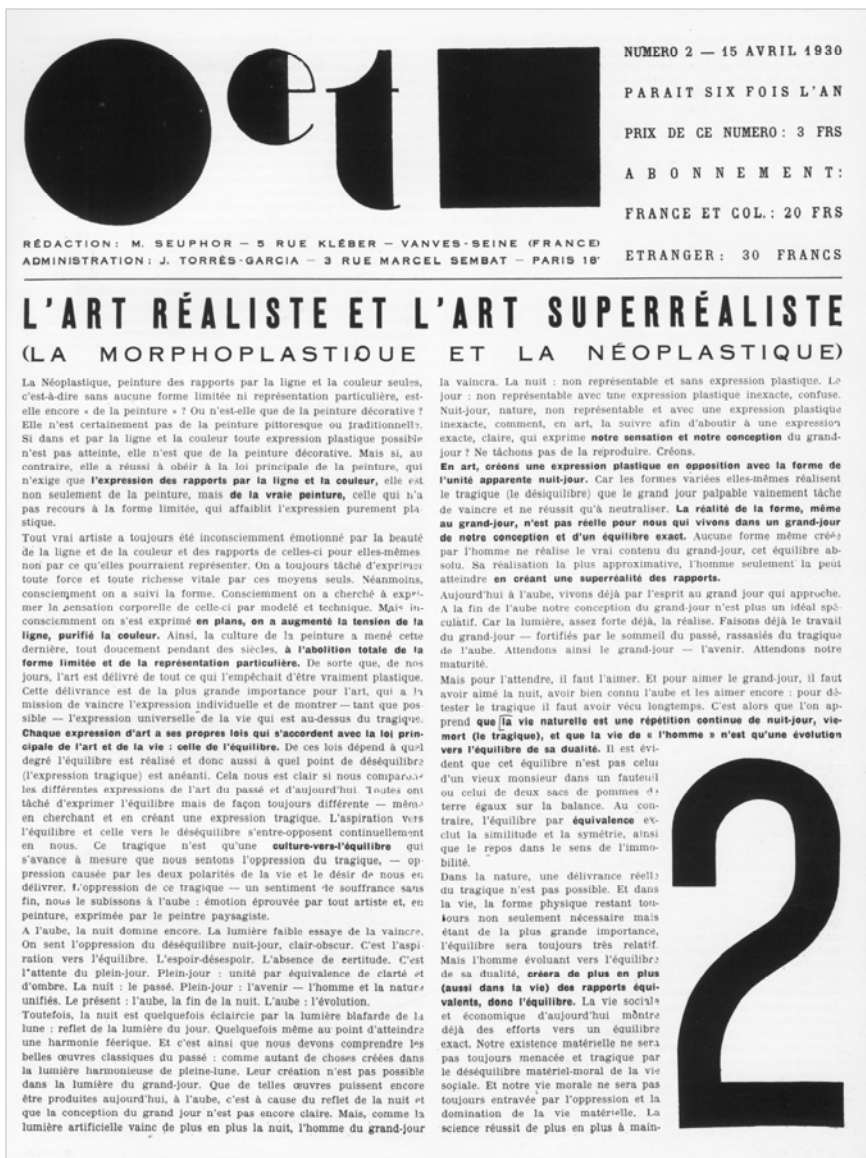 et
NUMERO 2 — 15 AVRIL 1930
PARAIT SIX FOIS L'AN
PRIX DE CE NUMERO : 3 FRS
ABONNEMENT :
FRANCE ET COL. : 20 FRS
ETRANGER : 30 FRANCS
RÉDACTION : M. SEUPHOR — 5 RUE KLÉBER — VANVES-SEINE (FRANCE)
ADMINISTRATION : J. TORRÈS-GARCIA — 3 RUE MARCEL SEMBAT — PARIS 18ᵉ
L'ART RÉALISTE ET L'ART SUPERRÉALISTE
(LA MORPHOPLASTIQUE ET LA NÉOPLASTIQUE)
La Néoplastique, peinture des rapports par la ligne et la couleur seules,
c'est-à-dire sans aucune forme limitée ni représentation particulière, est-
elle encore « de la peinture » ? Ou n'est-elle que de la peinture décorative ?
Elle n'est certainement pas de la peinture pittoresque ou traditionnelle.
Si dans et par la ligne et la couleur toute expression plastique possible
n'est pas atteinte, elle n'est que de la peinture décorative. Mais si, au
contraire, elle a réussi à obéir à la loi principale de la peinture, qui
n'exige que l'expression des rapports par la ligne et la couleur, elle est
non seulement de la peinture, mais de la vraie peinture, celle qui n'a
pas recours à la forme limitée, qui affaiblit l'expressien purement pla-
stique.
Tout vrai artiste a toujours été inconsciemment émotionné par la beauté
de la ligne et de la couleur et des rapports de celles-ci pour elles-mêmes
non par ce qu'elles pourraient représenter. On a toujours tâché d'exprimer
toute force et toute richesse vitale par ces moyens seuls. Néanmoins,
consciemment on a suivi la forme. Consciemment on a cherché à expri-
mer la sensation corporelle de celle-ci par modelé et technique. Mais in-
consciemment on s'est exprimé en plans, on a augmenté la tension de la
ligne, purifié la couleur. Ainsi, la culture de la peinture a mené cette
dernière, tout doucement pendant des siècles, à l'abolition totale de la
forme limitée et de la représentation particulière. De sorte que, de nos
jours, l'art est délivré de tout ce qui l'empêchait d'être vraiment plastique.
Cette délivrance est de la plus grande importance pour l'art, qui a la
mission de vaincre l'expression individuelle et de montrer — tant que pos-
sible — l'expression universelle de la vie qui est au-dessus du tragique.
Chaque expression d'art a ses propres lois qui s'accordent avec la loi prin-
cipale de l'art et de la vie : celle de l'équilibre. De ces lois dépend à quel
degré l'équilibre est réalisé et donc aussi à quel point de déséquilibre
(l'expression tragique) est anéanti. Cela nous est clair si nous comparons
les différentes expressions de l'art du passé et d'aujourd'hui. Toutes ont
tâché d'exprimer l'équilibre mais de façon toujours différente — même
en cherchant et en créant une expression tragique. L'aspiration vers
l'équilibre et celle vers le déséquilibre s'entre-opposent continuellement
en nous. Ce tragique n'est qu'une culture-vers-l'équilibre qui
s'avance à mesure que nous sentons l'oppression du tragique, — op-
pression causée par les deux polarités de la vie et le désir de nous en
délivrer. L'oppression de ce tragique — un sentiment de souffrance sans
fin, nous le subissons à l'aube : émotion éprouvée par tout artiste et, en
peinture, exprimée par le peintre paysagiste.
A l'aube, la nuit domine encore. La lumière faible essaye de la vaincre.
On sent l'oppression du déséquilibre nuit-jour, clair-obscur. C'est l'aspi-
ration vers l'équilibre. L'espoir-désespoir. L'absence de certitude. C'est
l'attente du plein-jour. Plein-jour : unité par équivalence de clarté et
d'ombre. La nuit : le passé. Plein-jour : l'avenir — l'homme et la nature
unifiés. Le présent : l'aube, la fin de la nuit. L'aube : l'évolution.
Toutefois, la nuit est quelquefois éclaircie par la lumière blafarde de la
lune : reflet de la lumière du jour. Quelquefois même au point d'atteindre
une harmonie féerique. Et c'est ainsi que nous devons comprendre les
belles œuvres classiques du passé : comme autant de choses créées dans
la lumière harmonieuse de pleine-lune. Leur création n'est pas possible
dans la lumière du grand-jour. Que de telles œuvres puissent encore
être produites aujourd'hui, à l'aube, c'est à cause du reflet de la nuit et
que la conception du grand jour n'est pas encore claire. Mais, comme la
lumière artificielle vainc de plus en plus la nuit, l'homme du grand-jour
la vaincra. La nuit : non représentable et sans expression plastique. Le
jour : non représentable avec une expression plastique inexacte, confuse.
Nuit-jour, nature, non représentable et avec une expression plastique
inexacte, comment, en art, la suivre afin d'aboutir à une expression
exacte, claire, qui exprime notre sensation et notre conception du grand-
jour ? Ne tâchons pas de la reproduire. Créons.
En art, créons une expression plastique en opposition avec la forme de
l'unité apparente nuit-jour. Car les formes variées elles-mêmes réalisent
le tragique (le désiquilibre) que le grand jour palpable vainement tâche
de vaincre et ne réussit qu'à neutraliser. La réalité de la forme, même
au grand-jour, n'est pas réelle pour nous qui vivons dans un grand-jour
de notre conception et d'un équilibre exact. Aucune forme même créée
par l'homme ne réalise le vrai contenu du grand-jour, cet équilibre ab-
solu. Sa réalisation la plus approximative, l'homme seulement la peut
atteindre en créant une superréalité des rapports.
Aujourd'hui à l'aube, vivons déjà par l'esprit au grand jour qui approche.
A la fin de l'aube notre conception du grand-jour n'est plus un idéal spé-
culatif. Car la lumière, assez forte déjà, la réalise. Faisons déjà le travail
du grand-jour — fortifiés par le sommeil du passé, rassasiés du tragique
de l'aube. Attendons ainsi le grand-jour — l'avenir. Attendons notre
maturité.
Mais pour l'attendre, il faut l'aimer. Et pour aimer le grand-jour, il faut
avoir aimé la nuit, avoir bien connu l'aube et les aimer encore : pour dé-
tester le tragique il faut avoir vécu longtemps. C'est alors que l'on ap-
prend que la vie naturelle est une répétition continue de nuit-jour, vie-
mort (le tragique), et que la vie de « l'homme » n'est qu'une évolution
vers l'équilibre de sa dualité. Il est évi-
dent que cet équilibre n'est pas celui
d'un vieux monsieur dans un fauteuil
ou celui de deux sacs de pommes de
terre égaux sur la balance. Au con-
traire, l'équilibre par équivalence ex-
clut la similitude et la symétrie, ainsi
que le repos dans le sens de l'immo-
bilité.
Dans la nature, une délivrance réelle
du tragique n'est pas possible. Et dans
la vie, la forme physique restant tou-
jours non seulement nécessaire mais
étant de la plus grande importance,
l'équilibre sera toujours très relatif.
Mais l'homme évoluant vers l'équilibre
de sa dualité, créera de plus en plus
(aussi dans la vie) des rapports équi-
valents, donc l'équilibre. La vie sociale
et économique d'aujourd'hui montre
déjà des efforts vers un équilibre
exact. Notre existence matérielle ne sera
pas toujours menacée et tragique par
le déséquilibre matériel-moral de la vie
sociale. Et notre vie morale ne sera pas
toujours entravée par l'oppression et la
domination de la vie matérielle. La
science réussit de plus en plus à main-
2